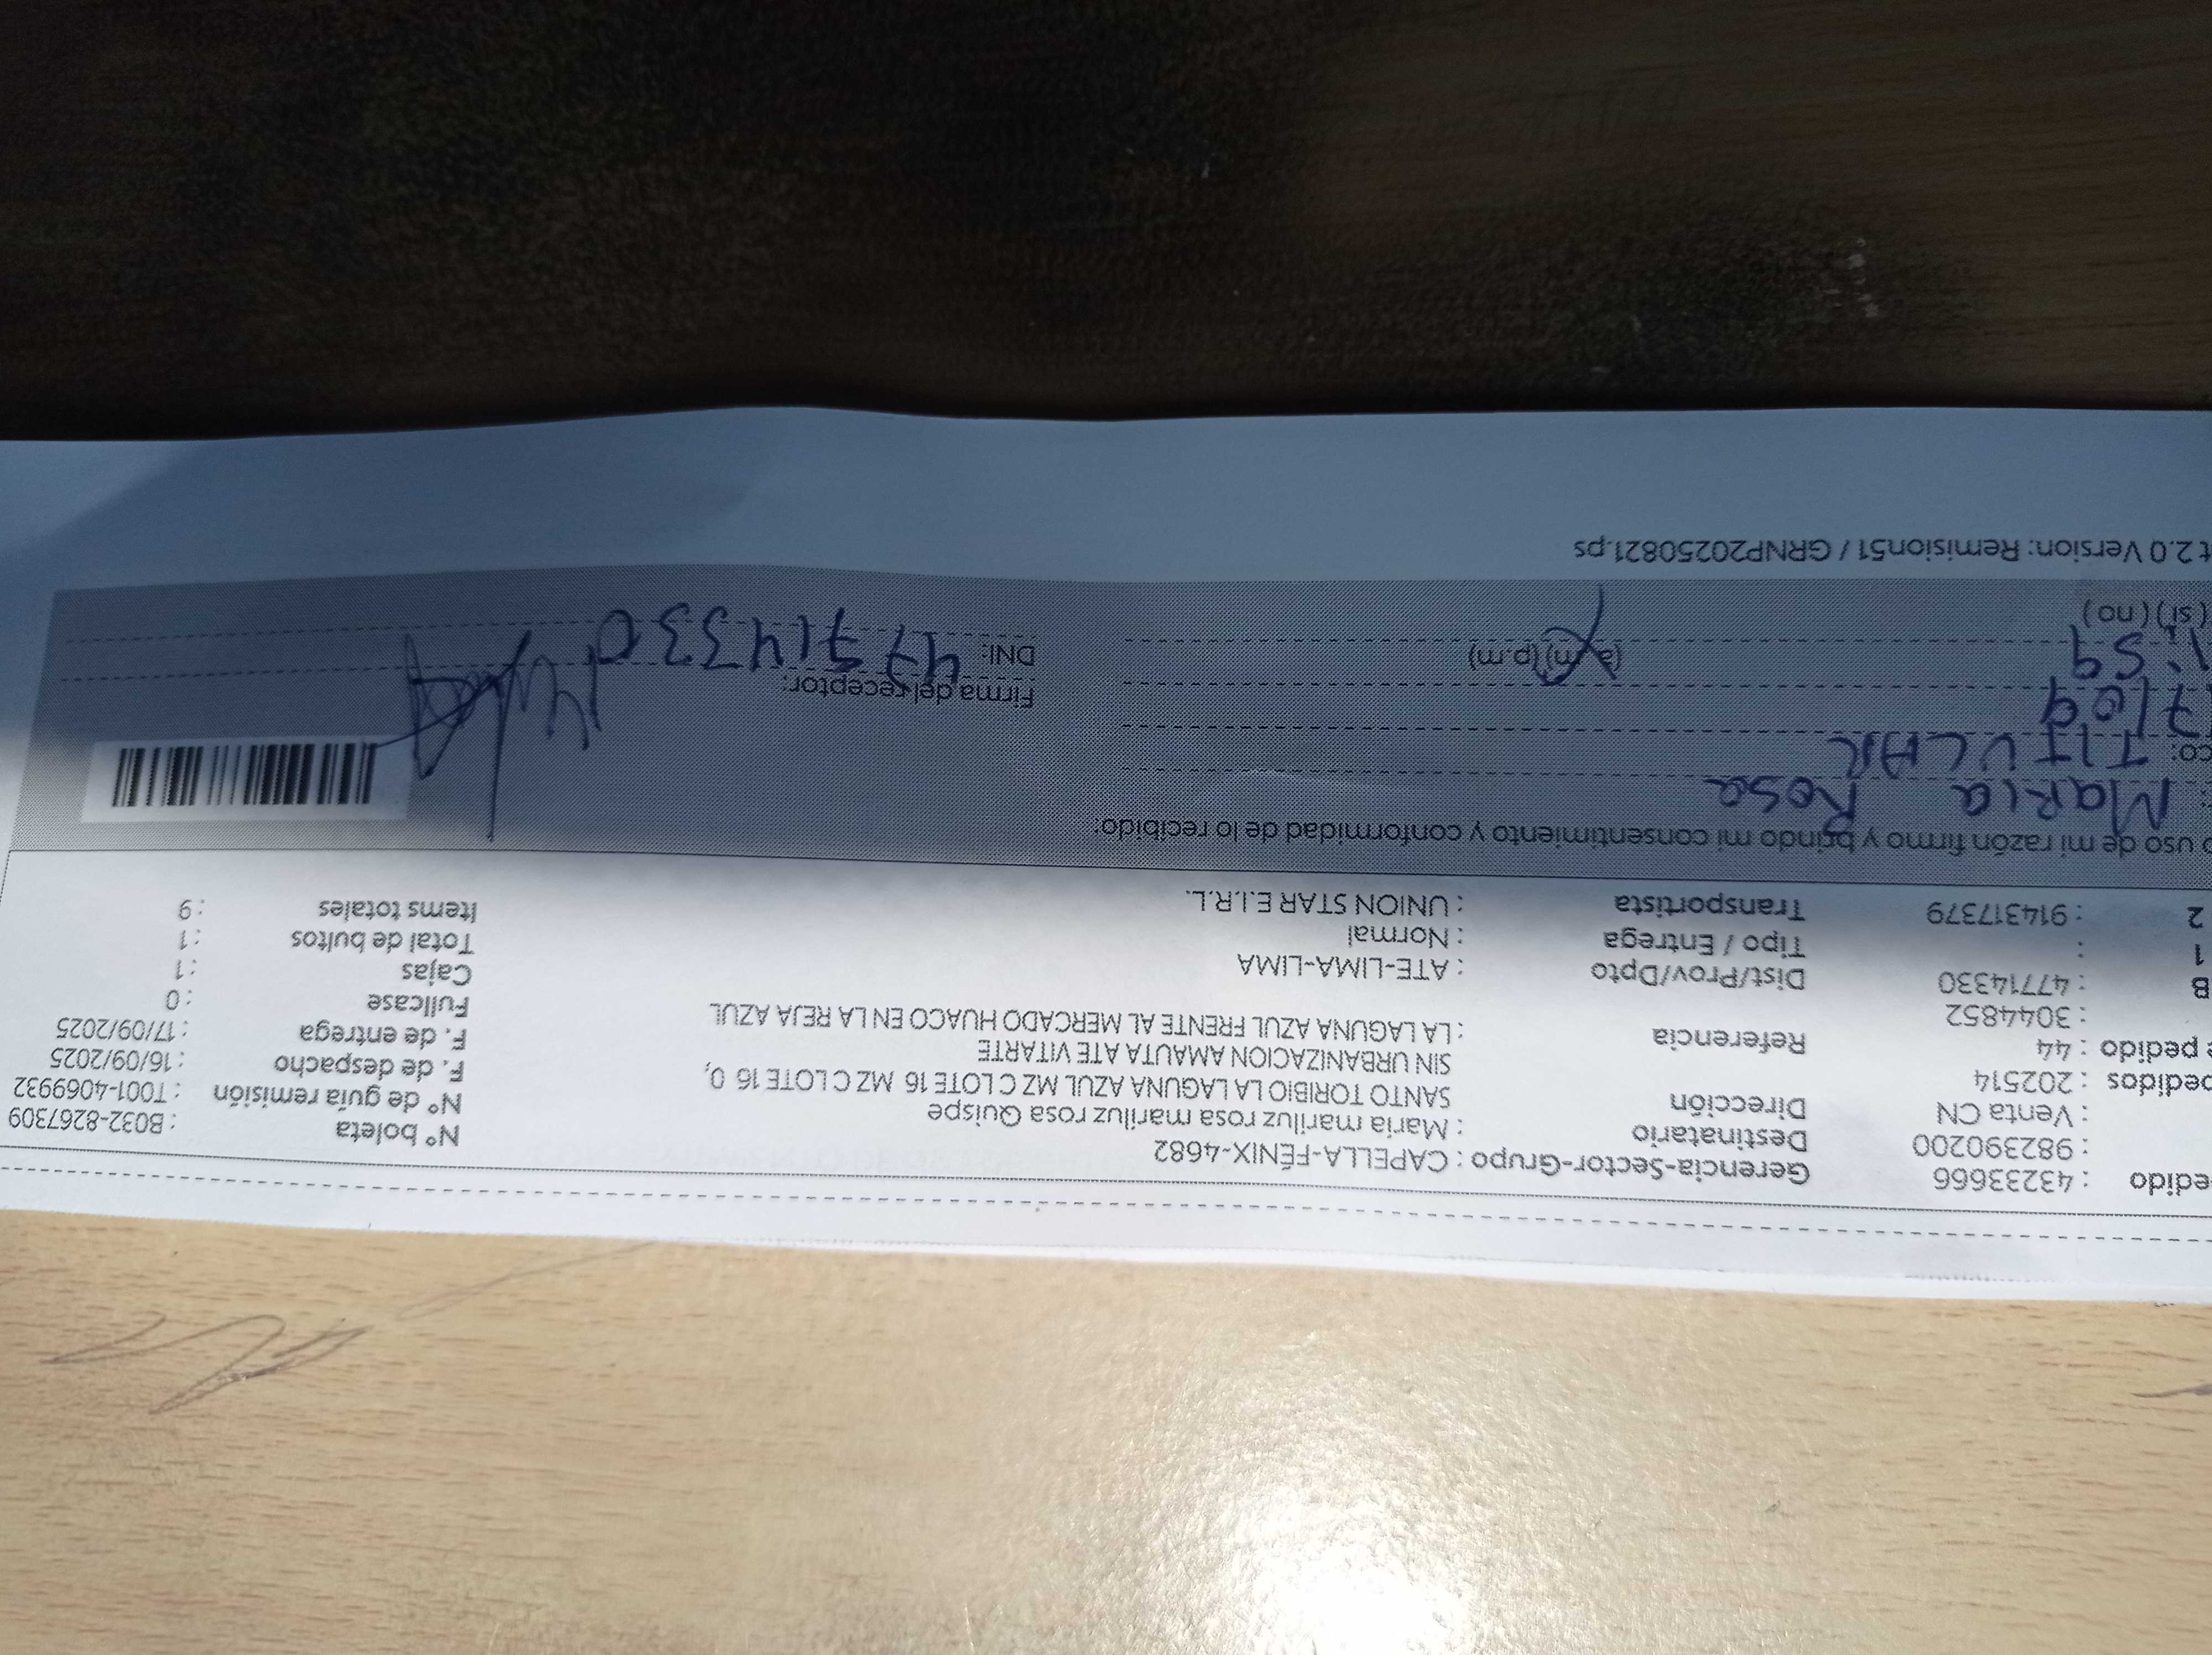 edido : 43233666 Gerencia-Sector-Grupo : CAPELLA-FÉNIX-4682 N° boleta : B032-8267309
: 982390200 Destinatario : Maria mariluz rosa mariluz rosa Quispe N° de guía remisión : T001-4069932
: Venta CN Dirección SANTO TORIBIO LA LAGUNA AZUL MZ C LOTE 16 MZ C LOTE 16 0, F. de despacho : 16/09/2025
pedidos : 202514 SIN URBANIZACION AMAUTA ATE VITARTE F. de entrega : 17/09/2025
e pedido : 44 Referencia : LA LAGUNA AZUL FRENTE AL MERCADO HUACO EN LA REJA AZUL Fullcase : 0
: 3044852 Cajas : 1
B : 47714330 Dist/Prov/Dpto : ATE-LIMA-LIMA Total de bultos : 1
1 : Tipo / Entrega : Normal Items totales : 9
2 : 914317379 Transportista : UNION STAR E.I.R.L.
o uso de mi razón firmo y brindo mi consentimiento y conformidad de lo recibido:
: Maria Rosa
co: TITULAR
7/09 Firma del receptor:
:59 (a.m) (p.m) DNI: 47714330
(si) (no)
t 2.0 Version: Remision51 / GRNP20250821.ps